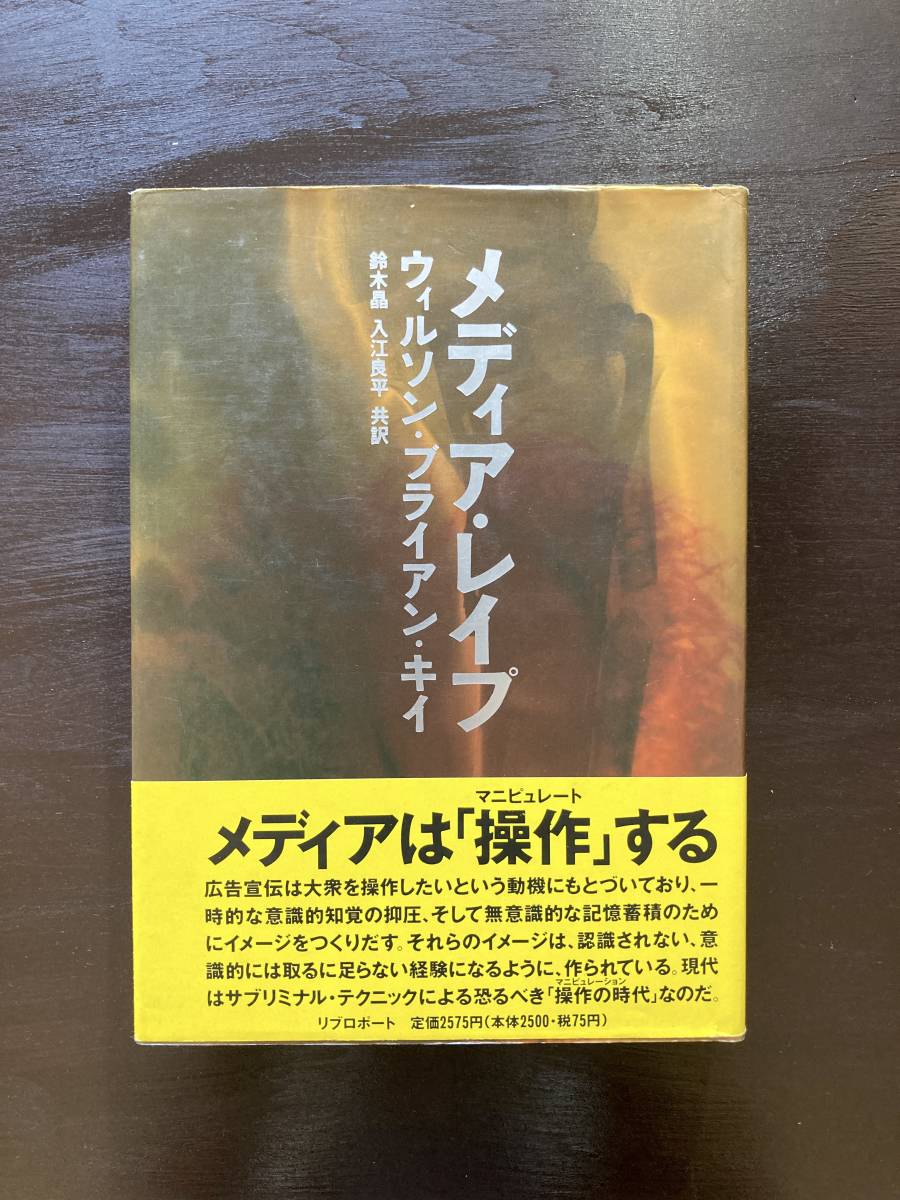 メディア・レイプ
ウィルソン・ブライアン・キイ
鈴木晶 入江良平 共訳
マニピュレート
メディアは「操作」する
広告宣伝は大衆を操作したいという動機にもとづいており、一
時的な意識的知覚の抑圧、そして無意識的な記憶蓄積のため
にイメージをつくりだす。それらのイメージは、認識されない、意
識的には取るに足らない経験になるように、作られている。現代
マニピュレーション
はサブリミナル・テクニックによる恐るべき「操作の時代」なのだ。
リブロポート 定価2575円(本体2500・税75円)